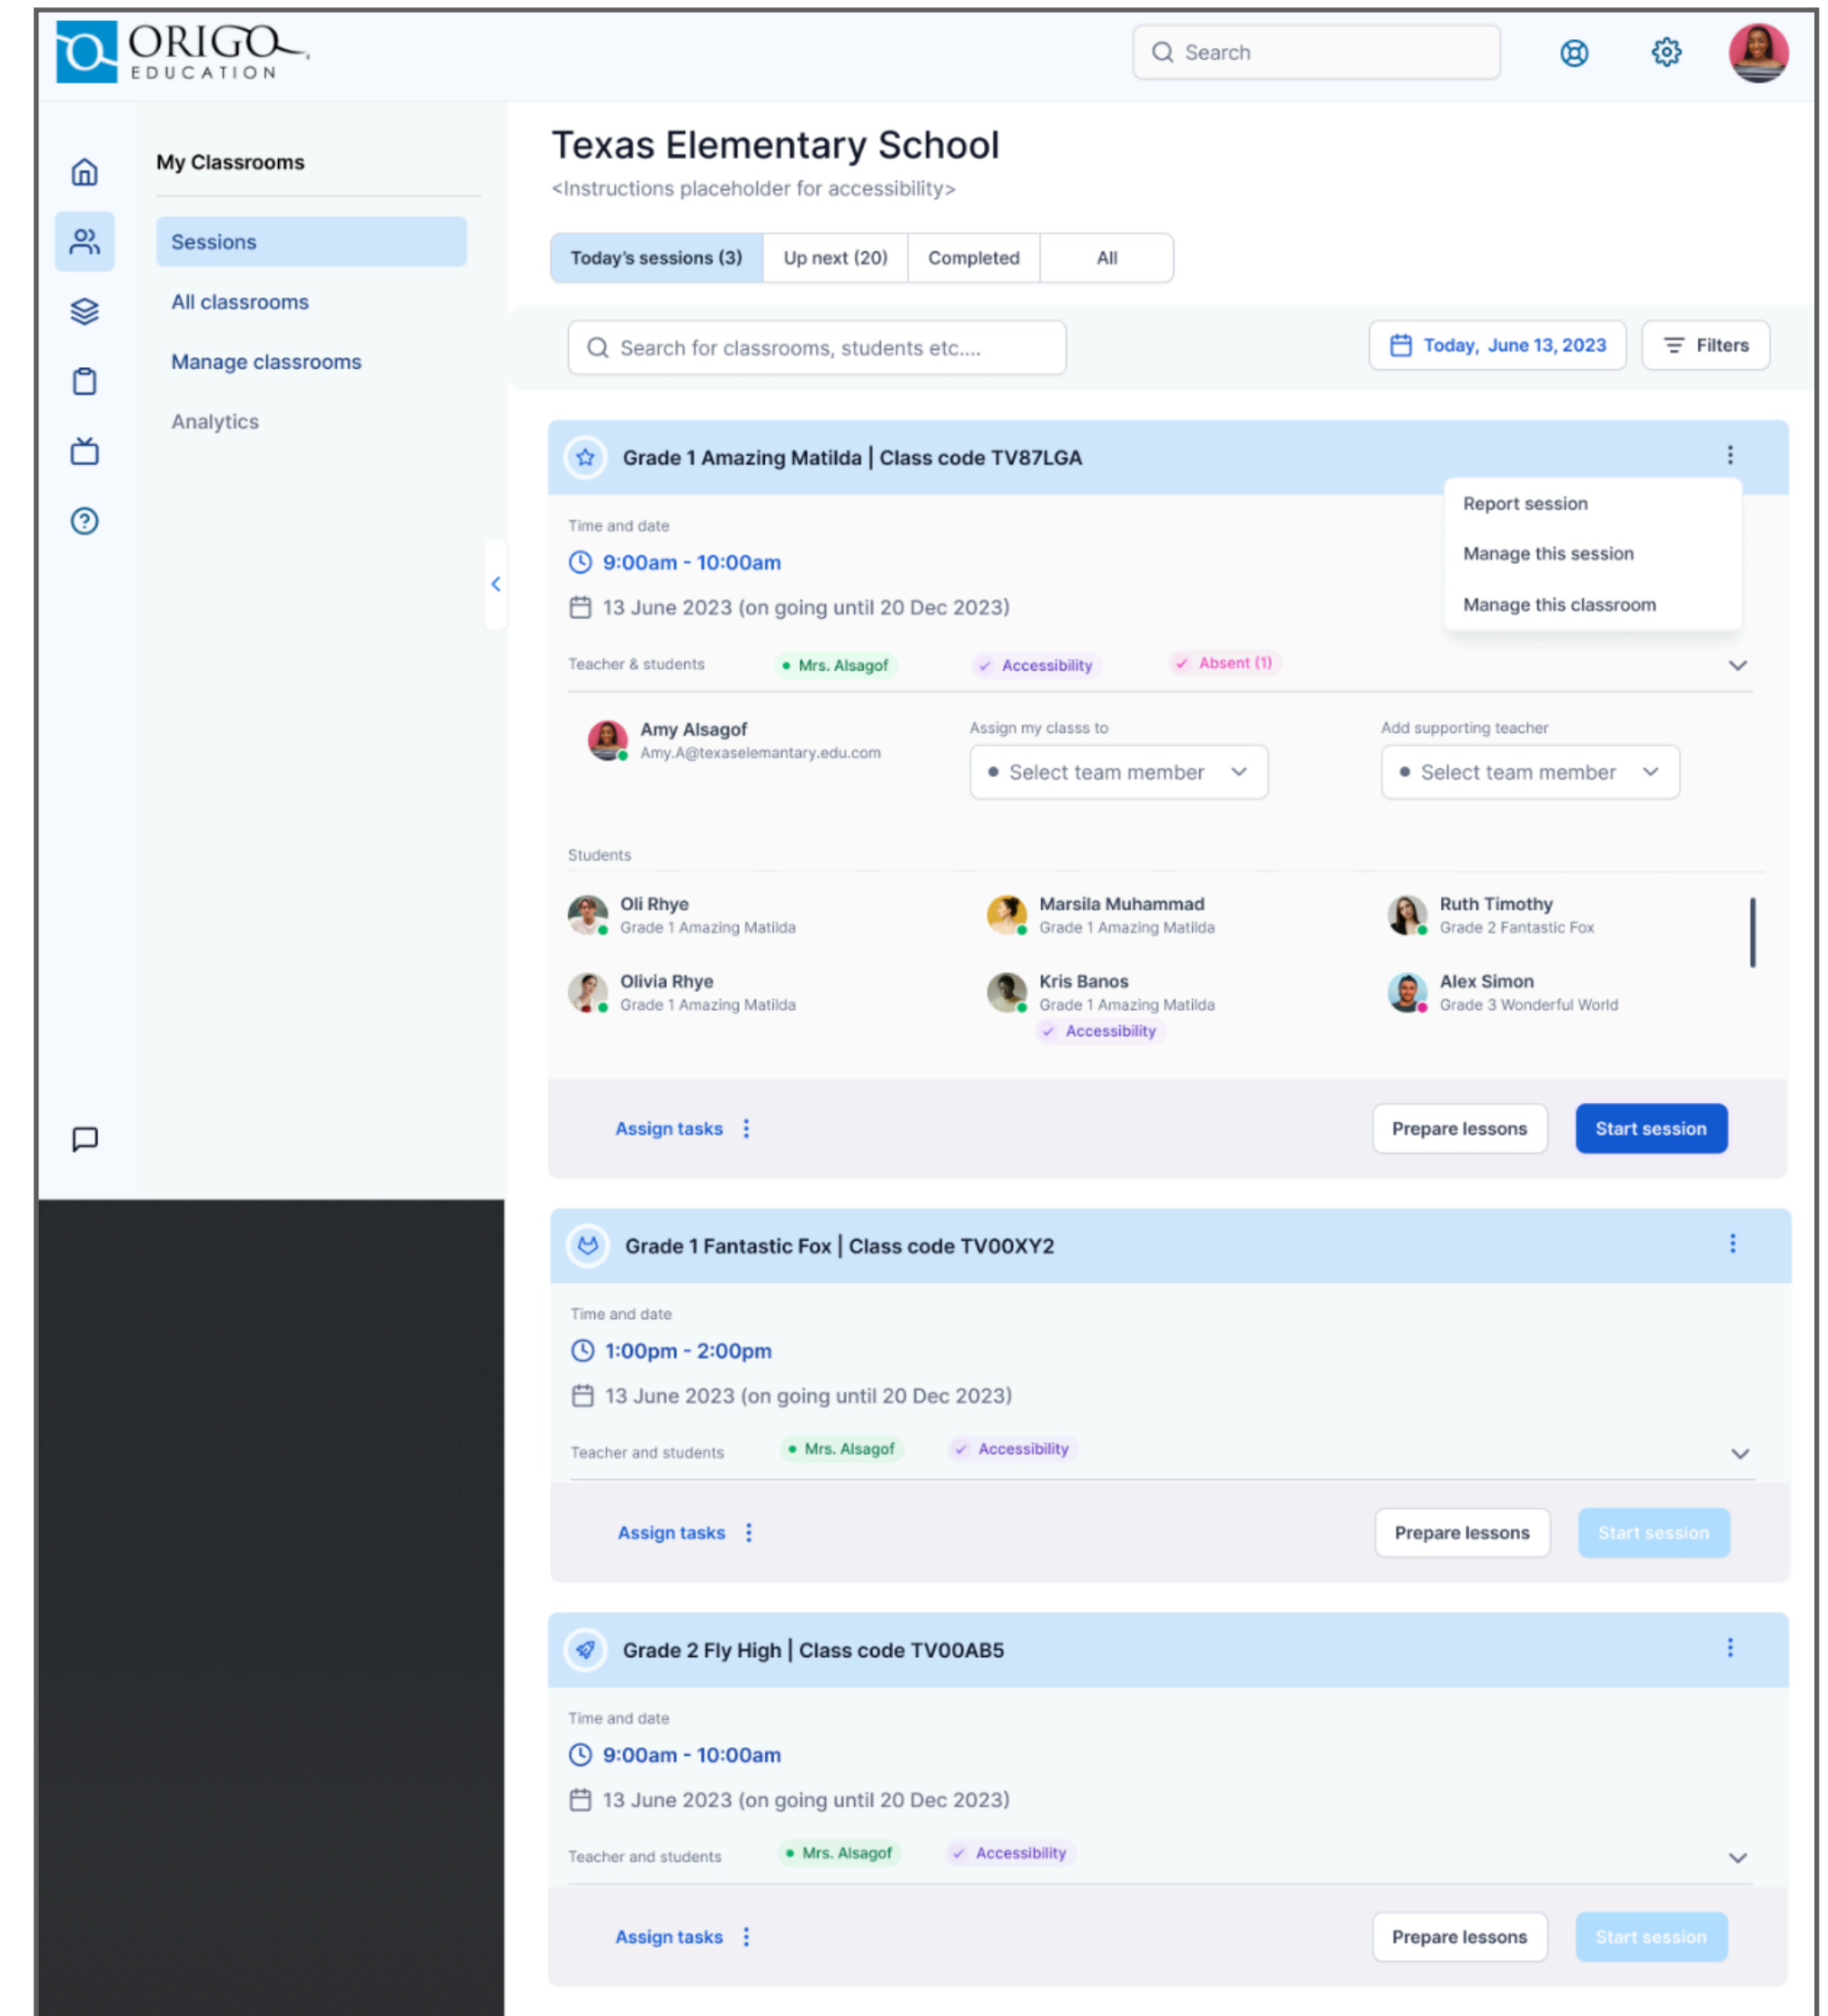 ORIGO
EDUCATION
Search
My Classrooms
Sessions
All classrooms
Manage classrooms
Analytics
Texas Elementary School
<Instructions placeholder for accessibility>
Today's sessions (3) Up next (20) Completed All
Search for classrooms, students etc.... Today, June 13, 2023 Filters
Grade 1 Amazing Matilda | Class code TV87LGA
Report session
Manage this session
Manage this classroom
Time and date
9:00am - 10:00am
13 June 2023 (on going until 20 Dec 2023)
Teacher & students Mrs. Alsagof Accessibility Absent (1)
Amy Alsagof
Amy.A@texaselemantary.edu.com
Assign my classs to
Select team member
Add supporting teacher
Select team member
Students
Oli Rhye
Grade 1 Amazing Matilda
Marsila Muhammad
Grade 1 Amazing Matilda
Ruth Timothy
Grade 2 Fantastic Fox
Olivia Rhye
Grade 1 Amazing Matilda
Kris Banos
Grade 1 Amazing Matilda
Accessibility
Alex Simon
Grade 3 Wonderful World
Assign tasks Prepare lessons Start session
Grade 1 Fantastic Fox | Class code TV00XY2
Time and date
1:00pm - 2:00pm
13 June 2023 (on going until 20 Dec 2023)
Teacher and students Mrs. Alsagof Accessibility
Assign tasks Prepare lessons Start session
Grade 2 Fly High | Class code TV00AB5
Time and date
9:00am - 10:00am
13 June 2023 (on going until 20 Dec 2023)
Teacher and students Mrs. Alsagof Accessibility
Assign tasks Prepare lessons Start session